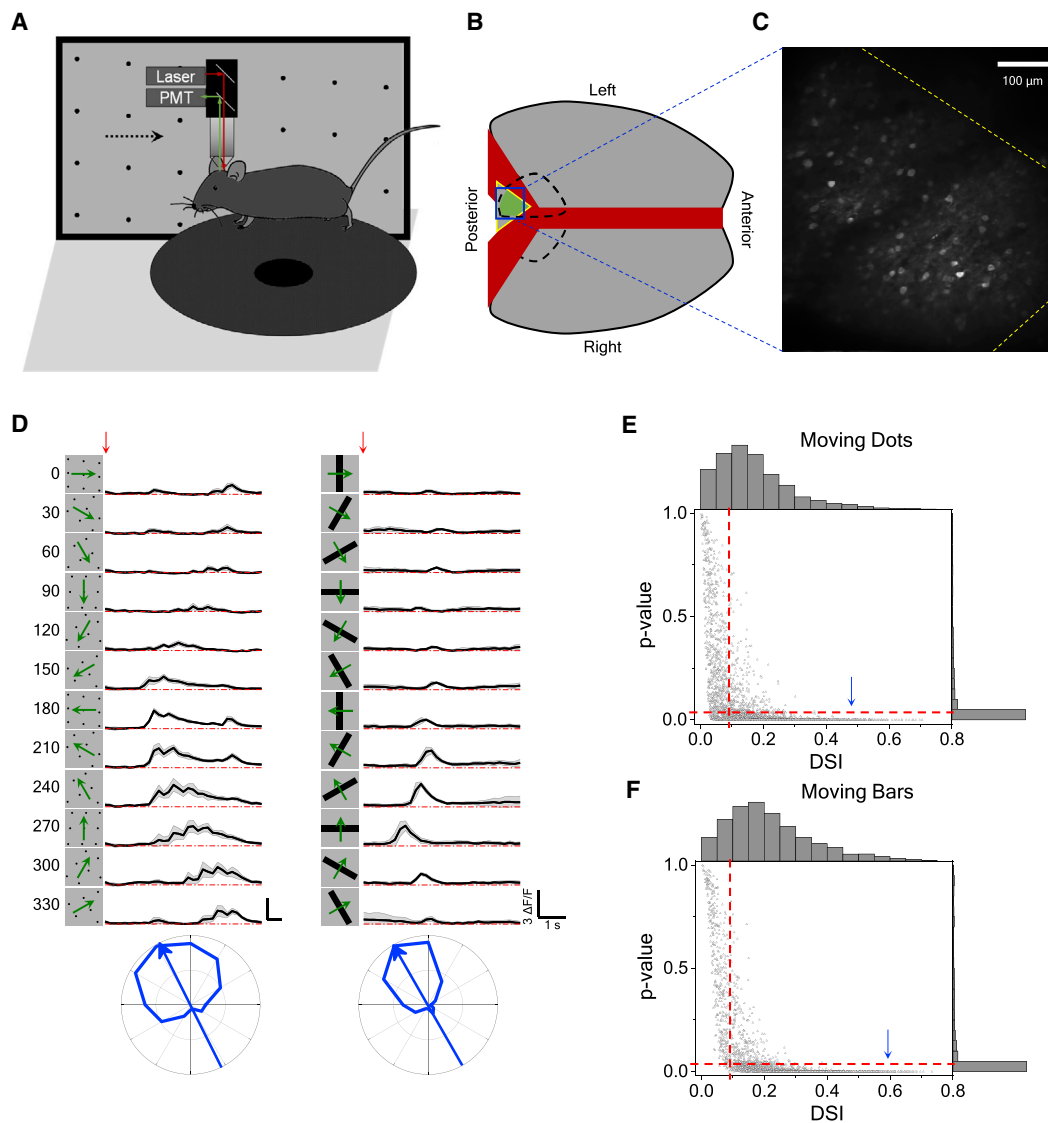 A
Laser
PMT
B
Left
Posterior
Anterior
Right
C
100 µm
D
0
30
60
90
120
150
180
210
240
270
300
330
3 ΔF/F
1 s
E
Moving Dots
1.0
0.5
0.0
p-value
0.0 0.2 0.4 0.6 0.8
DSI
F
Moving Bars
1.0
0.5
0.0
p-value
0.0 0.2 0.4 0.6 0.8
DSI